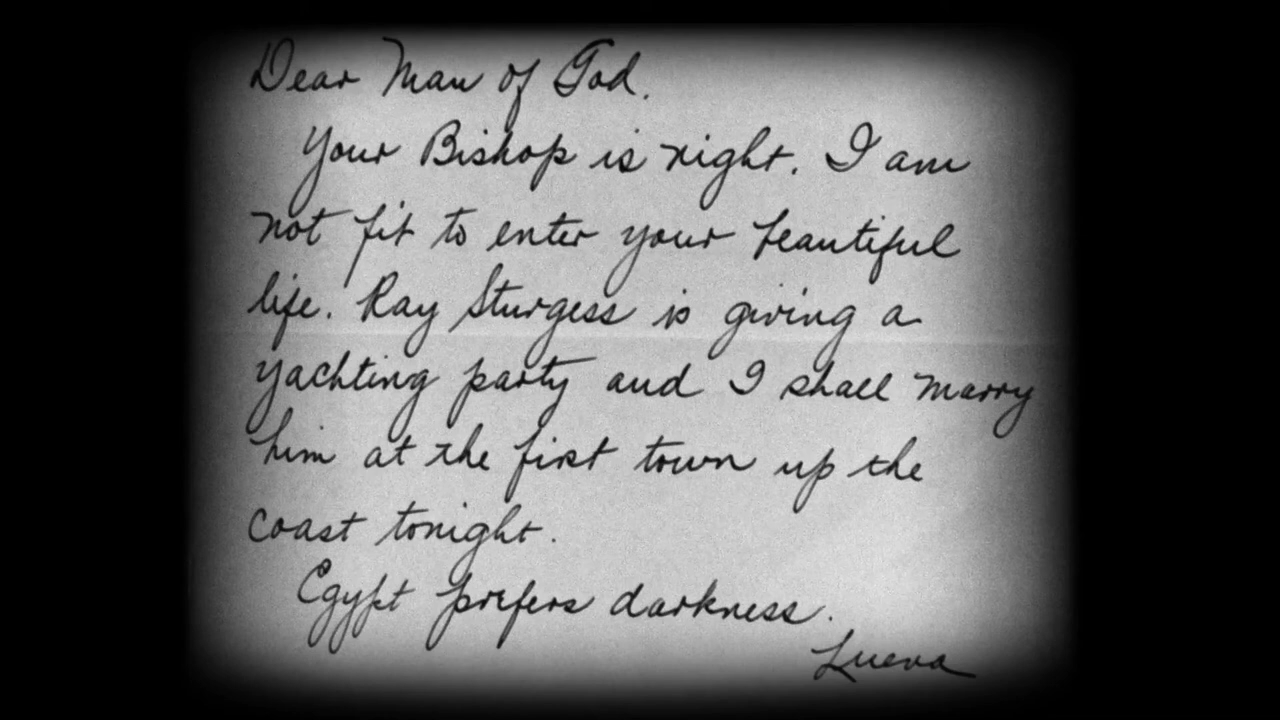 Dear Man of God.
Your Bishop is right. I am
not fit to enter your beautiful
life. Ray Sturgess is giving a
yachting party and I shall marry
him at the first town up the
coast tonight.
Egypt prefers darkness.
Lueva